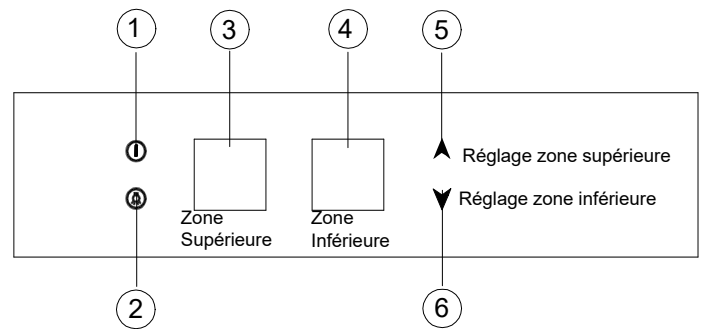 1 3 4 5
Réglage zone supérieure
Réglage zone inférieure
Zone
Supérieure
Zone
Inférieure
2 6